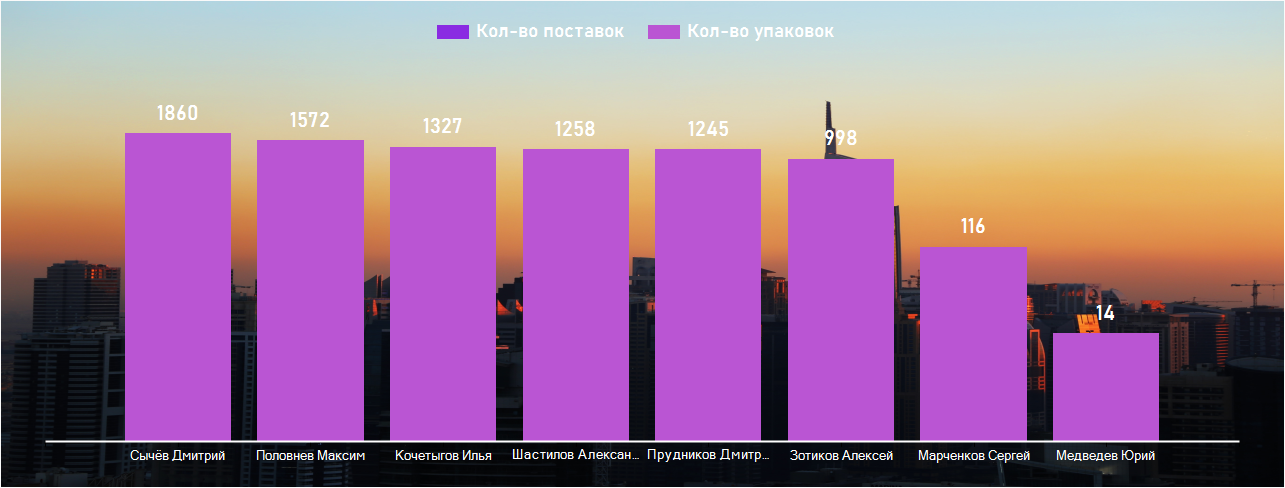 Кол-во поставок Кол-во упаковок
1860 1572 1327 1258 1245 998 116 14
Сычёв Дмитрий Половнев Максим Кочетыгов Илья Шастилов Алексан... Прудников Дмитр... Зотиков Алексей Марченков Сергей Медведев Юрий